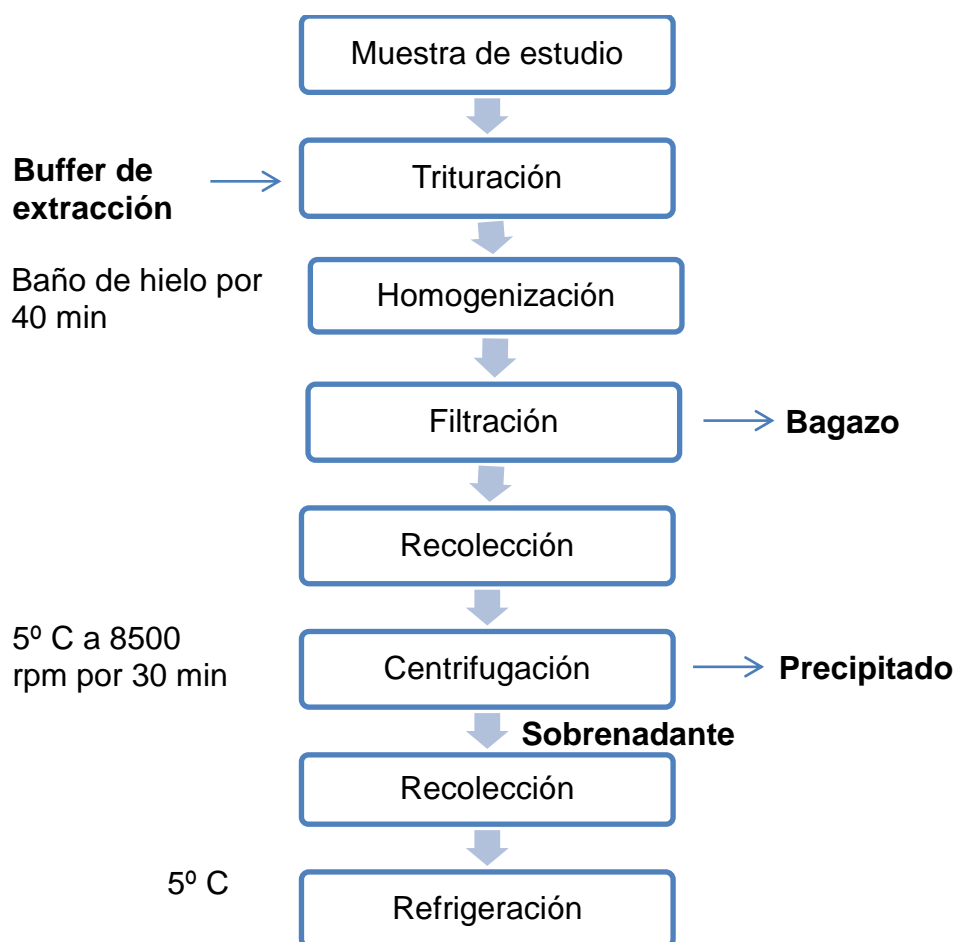 Muestra de estudio
Buffer de
extracción
Trituración
Baño de hielo por
40 min
Homogenización
Filtración
Bagazo
Recolección
5º C a 8500
rpm por 30 min
Centrifugación
Precipitado
Sobrenadante
Recolección
5º C
Refrigeración